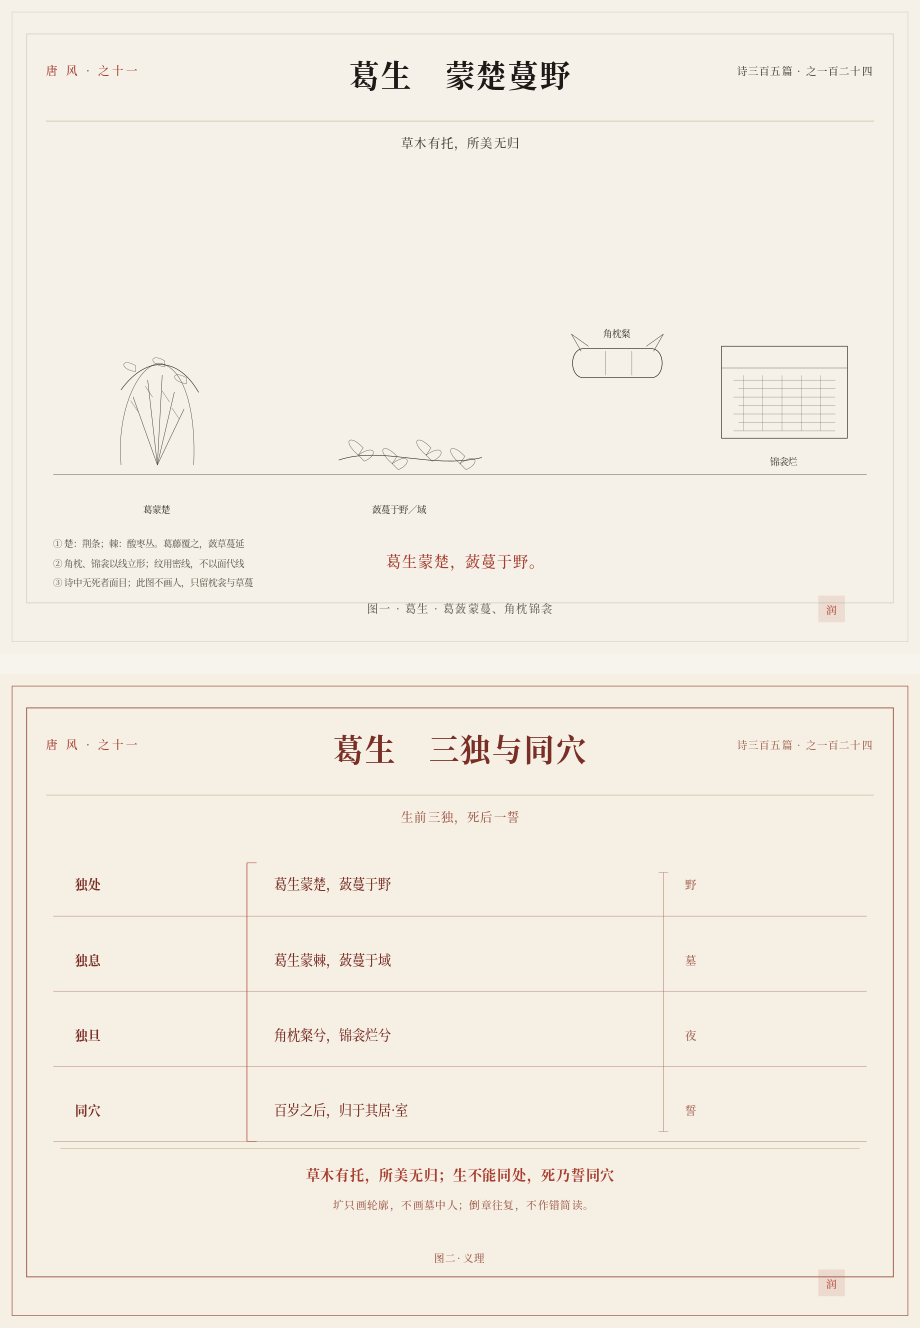 唐 风 · 之十一
葛生　蒙楚蔓野
诗三百五篇 · 之一百二十四
草木有托，所美无归
角枕粲
锦衾烂
葛蒙楚
蔹蔓于野／域
①楚：荆条；棘：酸枣丛。葛藤覆之，蔹草蔓延
②角枕、锦衾以线立形；纹用密线，不以面代线
③诗中无死者面目；此图不画人，只留枕衾与草蔓
葛生蒙楚，蔹蔓于野。
图一 · 葛生 · 葛蔹蒙蔓、角枕锦衾
润
唐 风 · 之十一
葛生　三独与同穴
诗三百五篇 · 之一百二十四
生前三独，死后一誓
独处
葛生蒙楚，蔹蔓于野
野
独息
葛生蒙棘，蔹蔓于域
墓
独旦
角枕粲兮，锦衾烂兮
夜
同穴
百岁之后，归于其居·室
誓
草木有托，所美无归；生不能同处，死乃誓同穴
圹只画轮廓，不画墓中人；倒章往复，不作错简读。
图二·义理
润